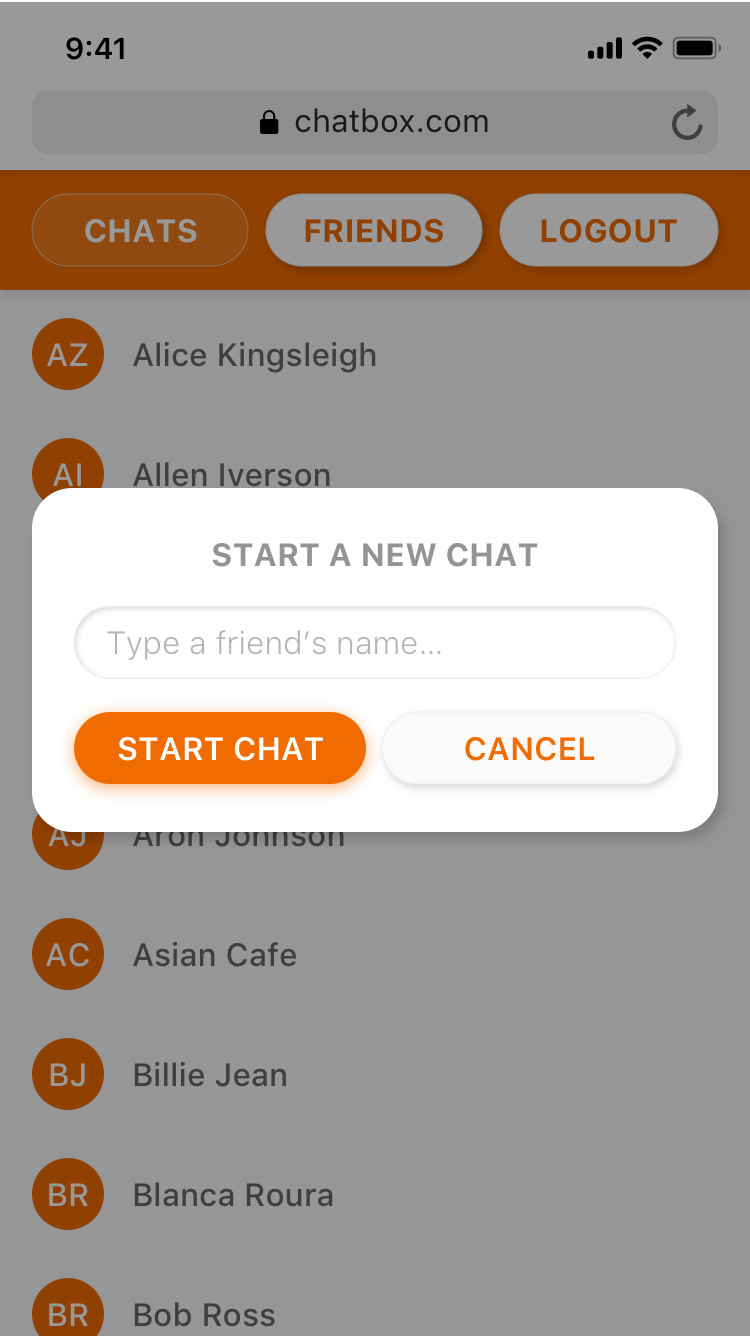 9:41
chatbox.com
CHATS FRIENDS LOGOUT
AZ Alice Kingsleigh
AI Allen Iverson
START A NEW CHAT
Type a friend's name...
START CHAT CANCEL
AJ Aron Johnson
AC Asian Cafe
BJ Billie Jean
BR Blanca Roura
BR Bob Ross